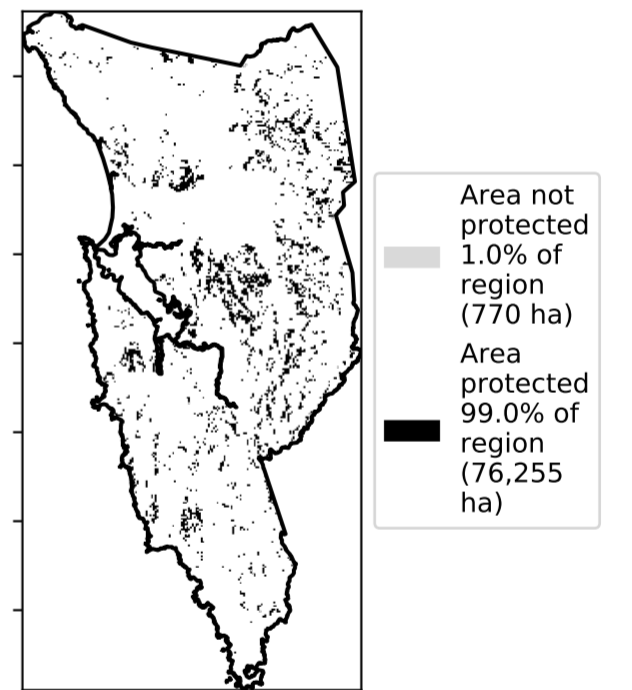 Area not
protected
1.0% of
region
(770 ha)
Area
protected
99.0% of
region
(76,255
ha)